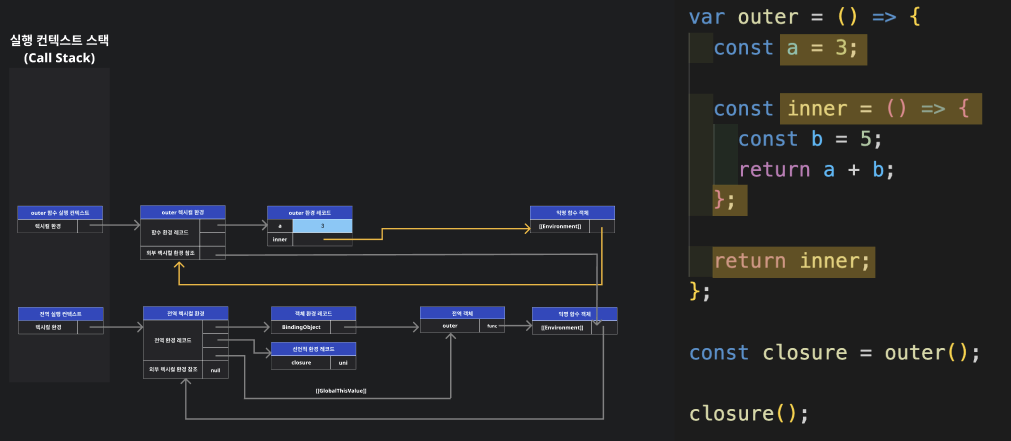 실행 컨텍스트 스택
(Call Stack)
outer 함수 실행 컨텍스트
렉시컬 환경
outer 렉시컬 환경
함수 환경 레코드
외부 렉시컬 환경 참조
outer 환경 레코드
a 3
inner
익명 함수 객체
[[Environment]]
전역 실행 컨텍스트
렉시컬 환경
전역 렉시컬 환경
전역 환경 레코드
외부 렉시컬 환경 참조 null
객체 환경 레코드
BindingObject
선언적 환경 레코드
closure uni
[[GlobalThisValue]]
전역 객체
outer func
익명 함수 객체
[[Environment]]
var outer = () => {
const a = 3;
const inner = () => {
const b = 5;
return a + b;
};
return inner;
};
const closure = outer();
closure();